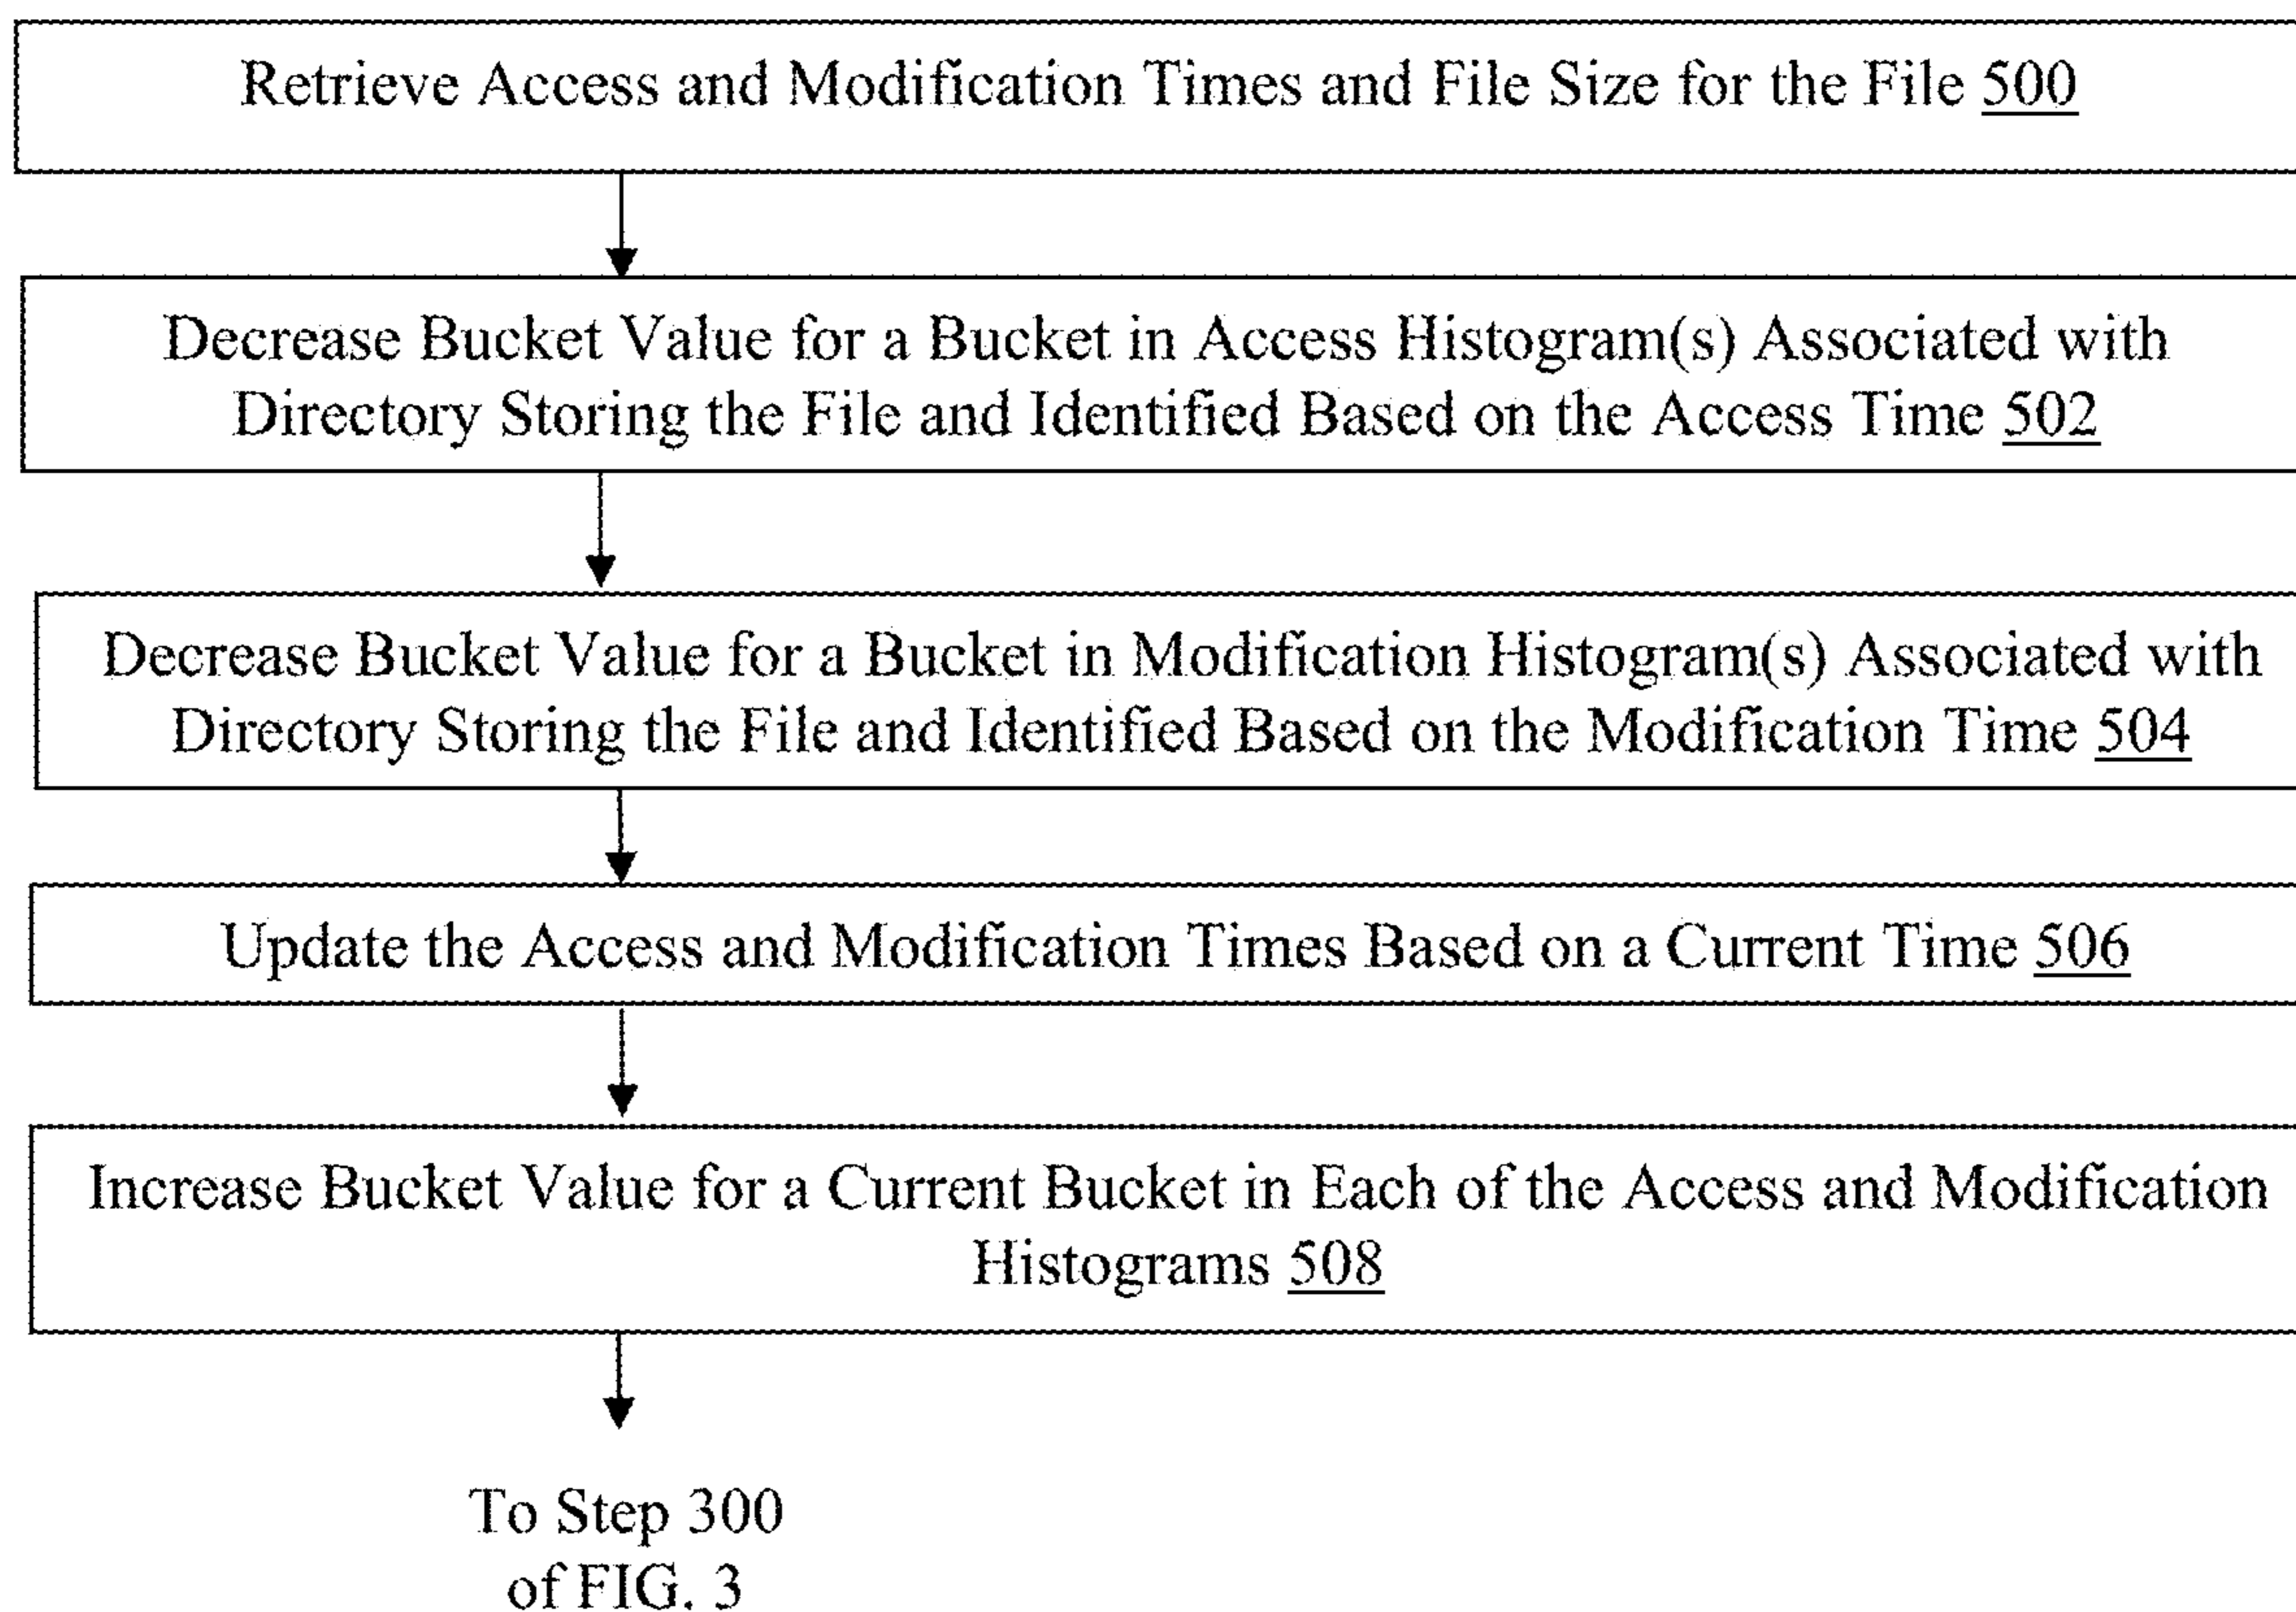 Retrieve Access and Modification Times and File Size for the File 500
Decrease Bucket Value for a Bucket in Access Histogram(s) Associated with
Directory Storing the File and Identified Based on the Access Time 502
Decrease Bucket Value for a Bucket in Modification Histogram(s) Associated with
Directory Storing the File and Identified Based on the Modification Time 504
Update the Access and Modification Times Based on a Current Time 506
Increase Bucket Value for a Current Bucket in Each of the Access and Modification
Histograms 508
To Step 300
of FIG. 3